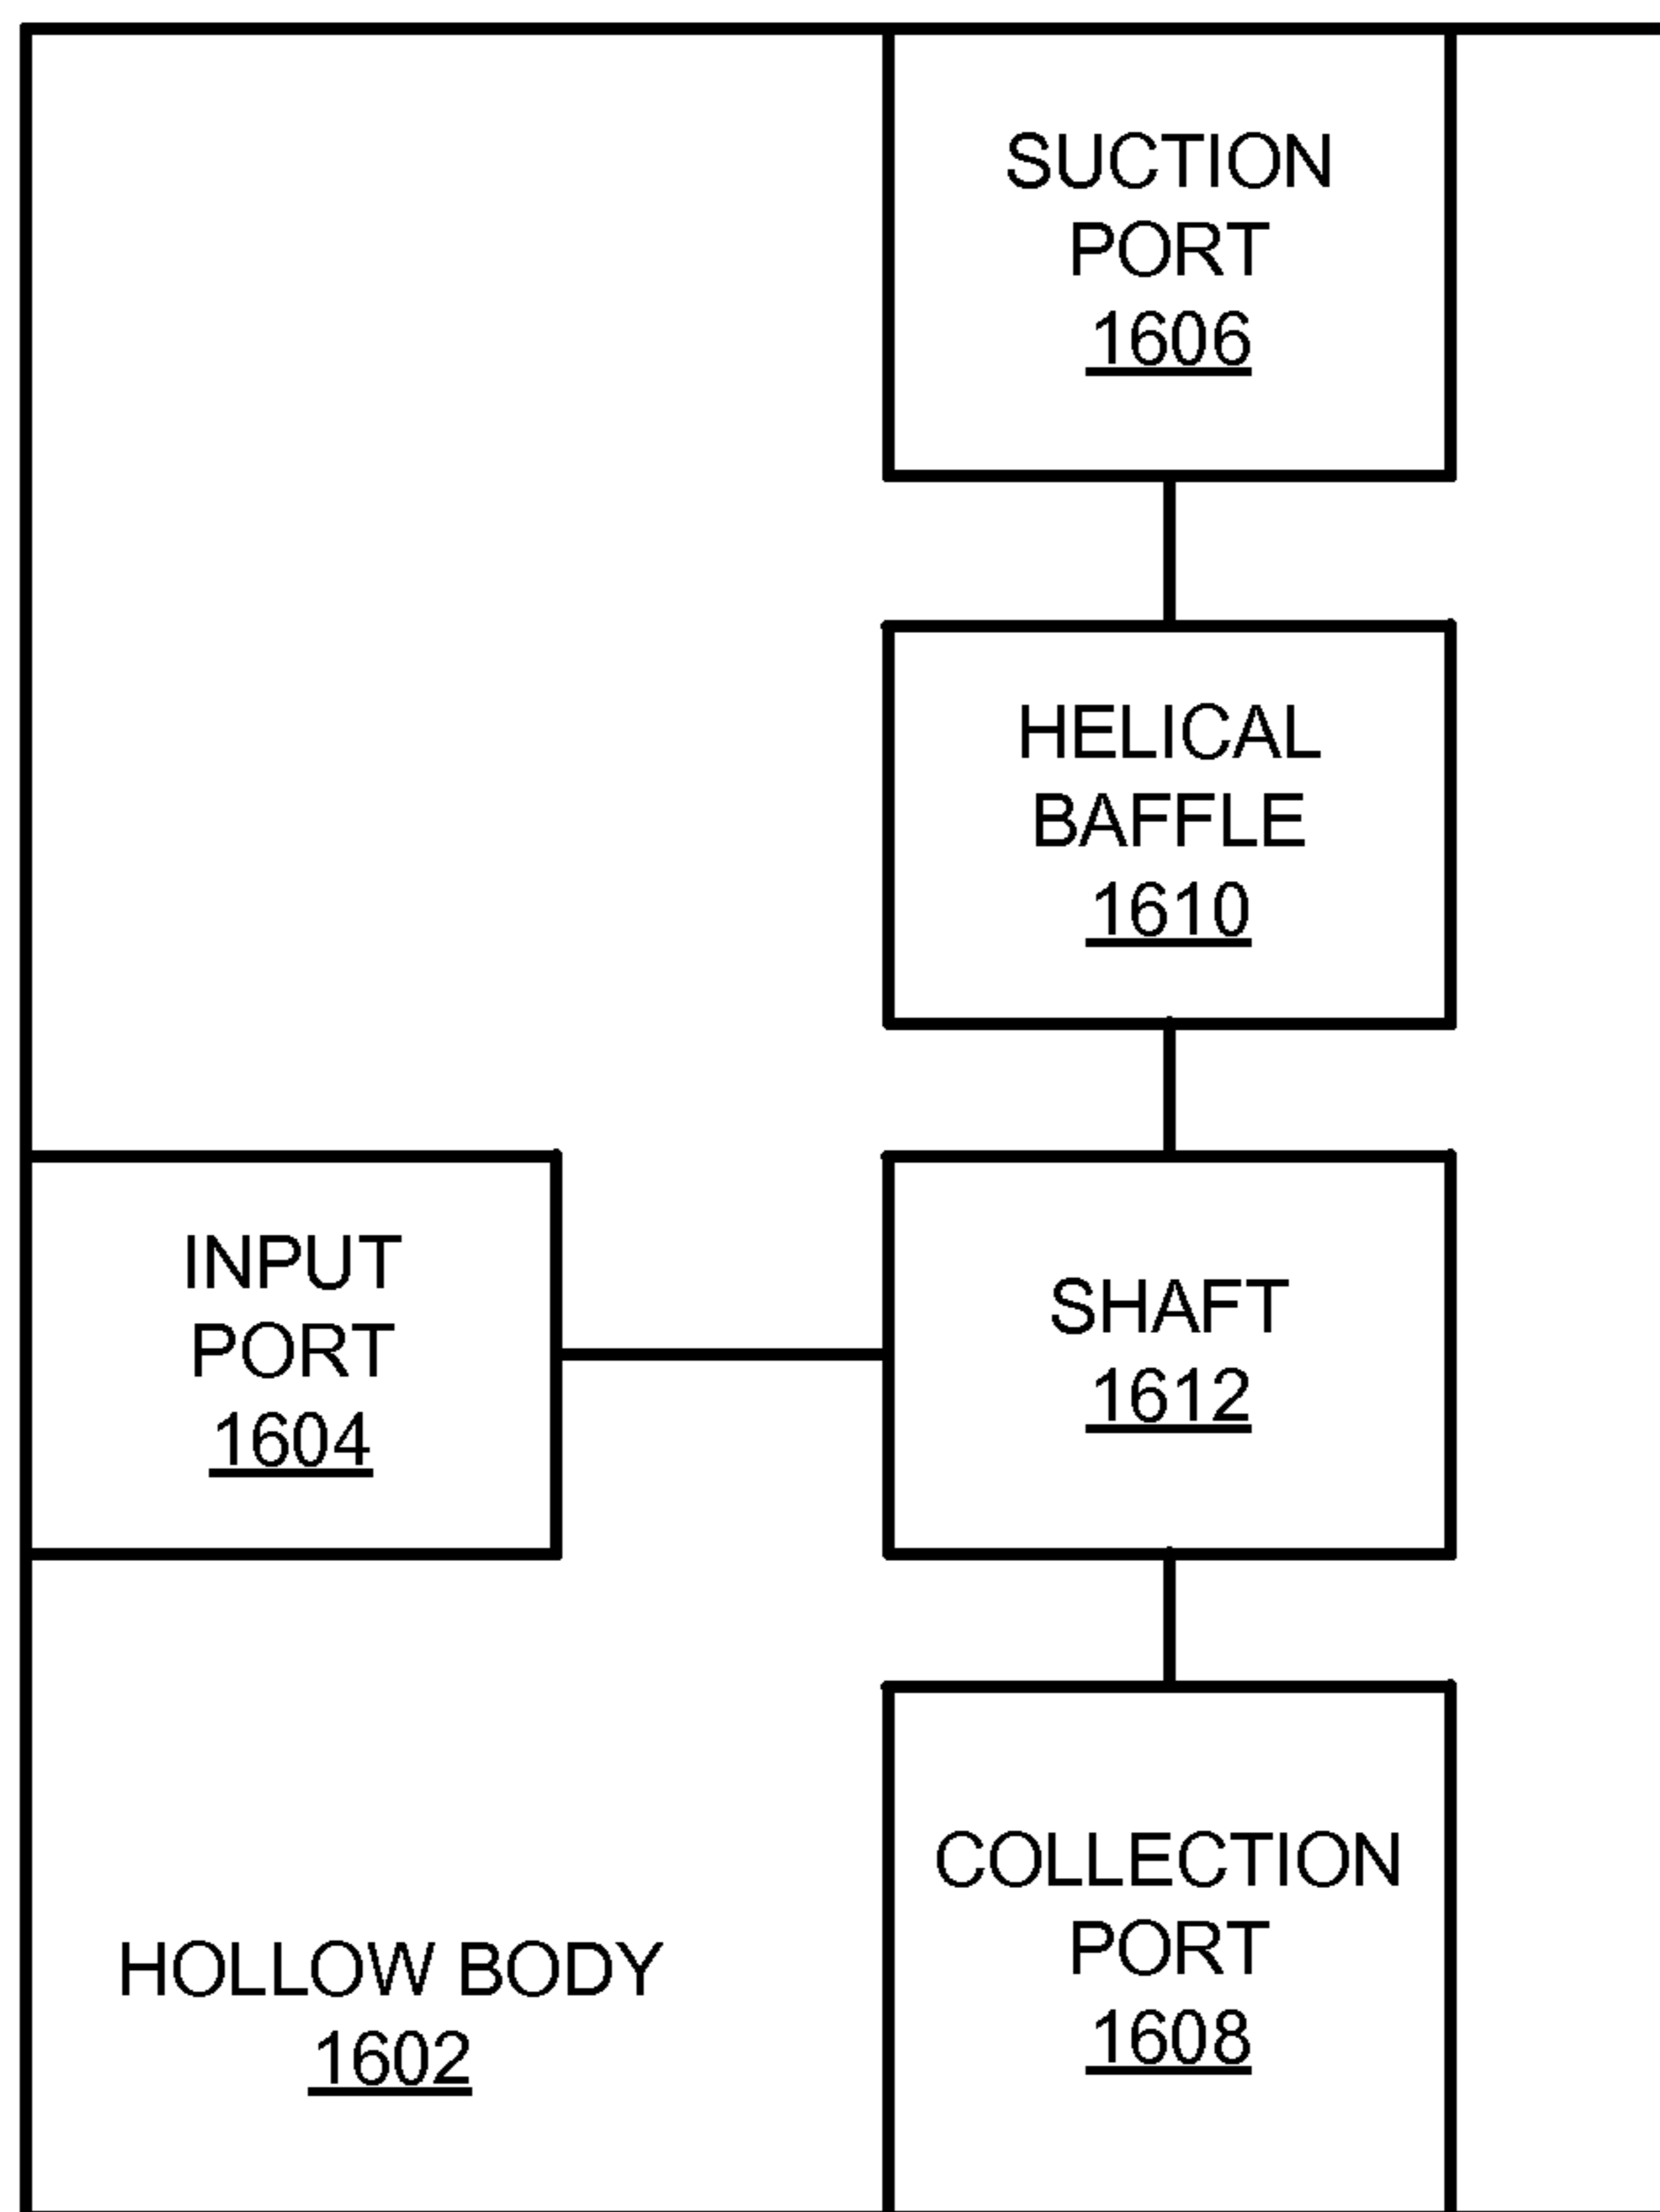 SUCTION
PORT
1606
HELICAL
BAFFLE
1610
INPUT
PORT
1604
SHAFT
1612
COLLECTION
PORT
1608
HOLLOW BODY
1602